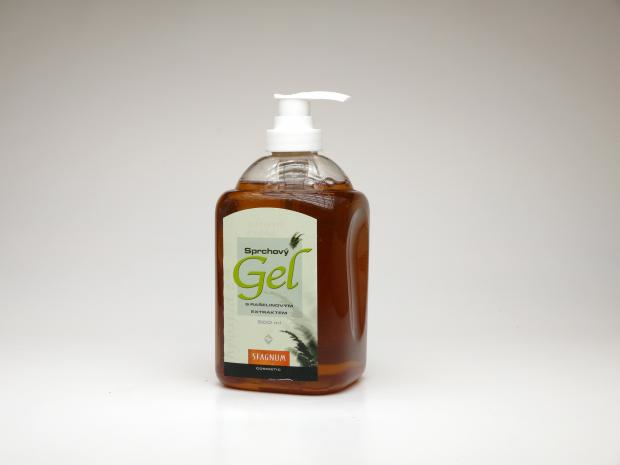 Sprchový
Gel
S RAŠELINOVÝM
EXTRAKTEM
500 ml
SFAGNUM
COSMETIC